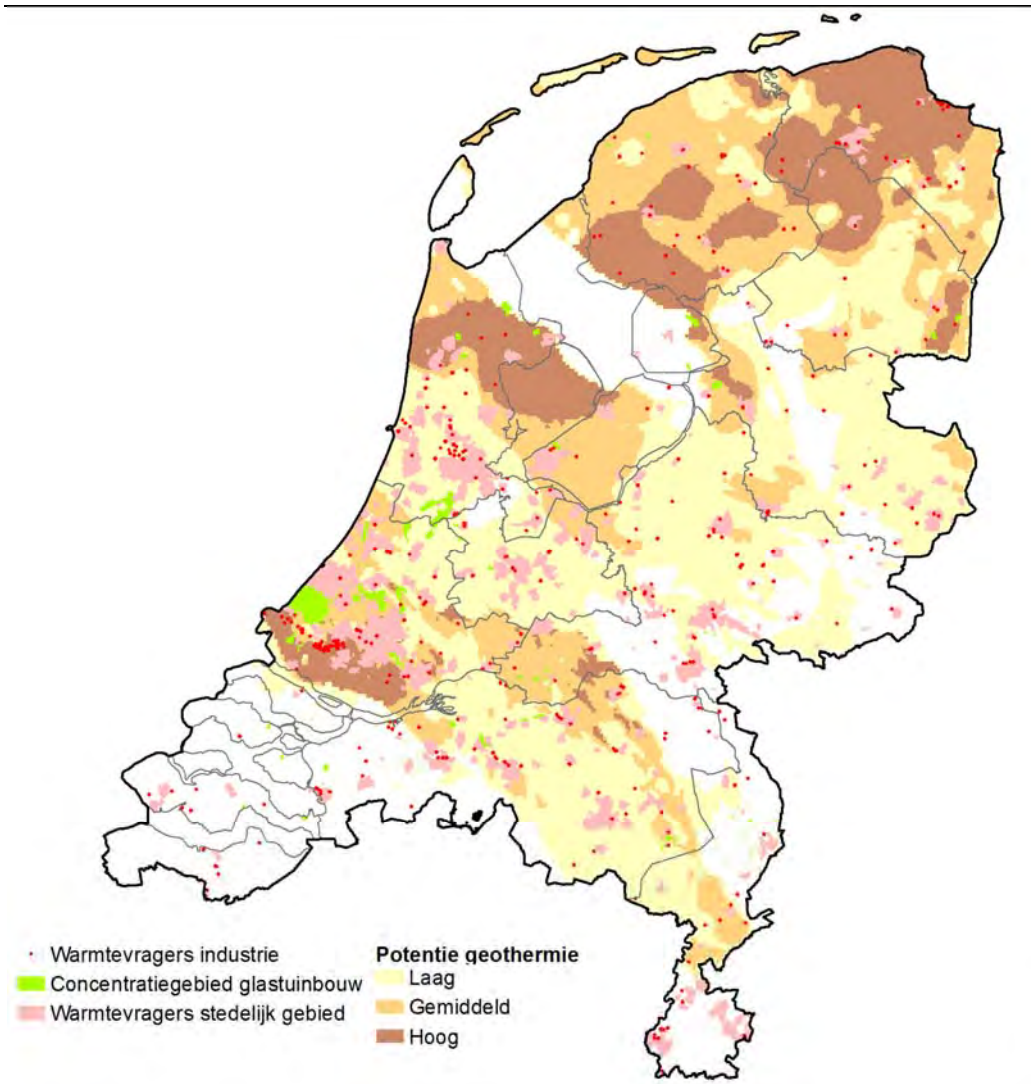 Warmtevragers industrie
Concentratiegebied glastuinbouw
Warmtevragers stedelijk gebied
Potentie geothermie
Laag
Gemiddeld
Hoog